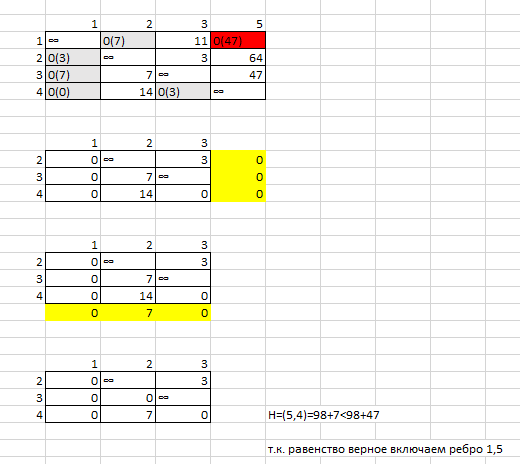 1 2 3 5
1 ∞ 0(7) 11 0(47)
2 0(3) ∞ 3 64
3 0(7) 7 ∞ 47
4 0(0) 14 0(3) ∞
1 2 3
2 0 ∞ 3 0
3 0 7 ∞ 0
4 0 14 0 0
1 2 3
2 0 ∞ 3
3 0 7 ∞
4 0 14 0
0 7 0
1 2 3
2 0 ∞ 3
3 0 0 ∞
4 0 7 0 H=(5,4)=98+7<98+47
т.к. равенство верное включаем ребро 1,5